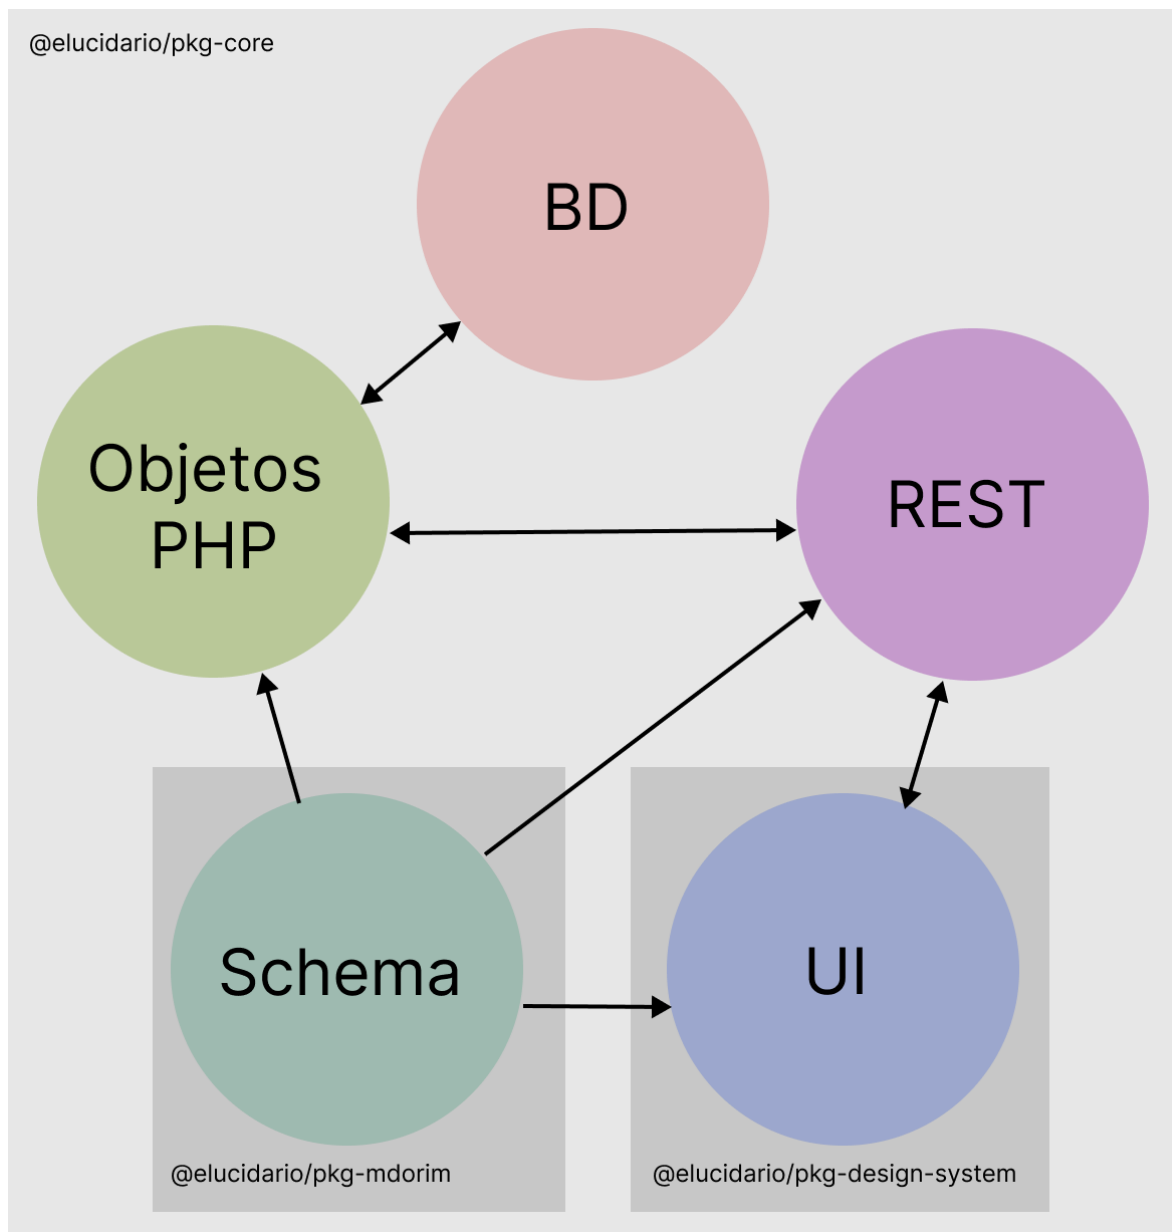 @elucidario/pkg-core
BD
Objetos
PHP
REST
Schema
UI
@elucidario/pkg-mdorim
@elucidario/pkg-design-system